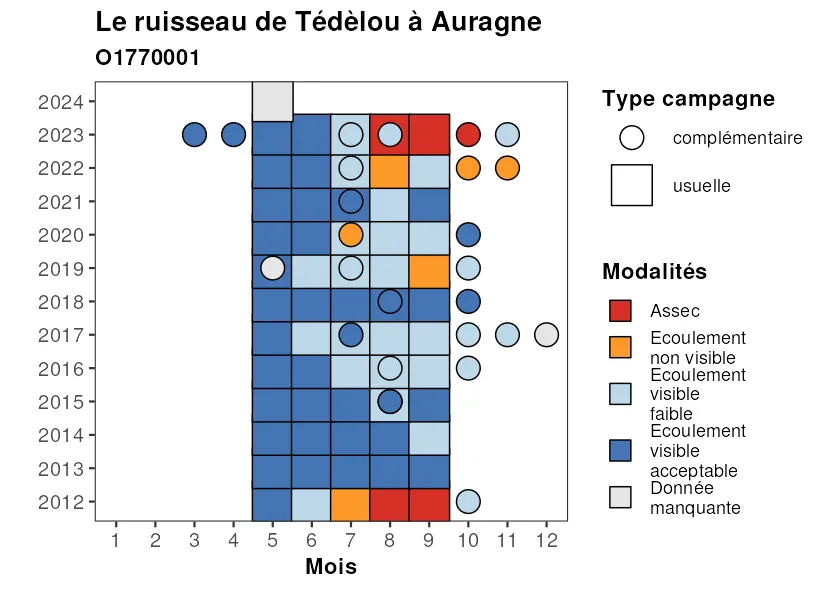 Le ruisseau de Tédèlou à Auragne
O1770001
2024
2023
2022
2021
2020
2019
2018
2017
2016
2015
2014
2013
2012
1 2 3 4 5 6 7 8 9 10 11 12
Mois
Type campagne
complémentaire
usuelle
Modalités
Assec
Ecoulement
non visible
Ecoulement
visible
faible
Ecoulement
visible
acceptable
Donnée
manquante